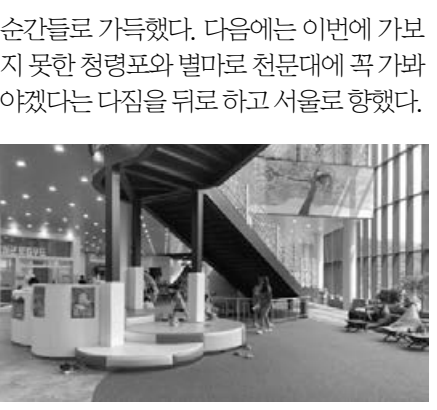 순간들로 가득했다. 다음에는 이번에 가보
지 못한 청령포와 별마로 천문대에 꼭 가봐
야겠다는 다짐을 뒤로 하고 서울로 향했다.